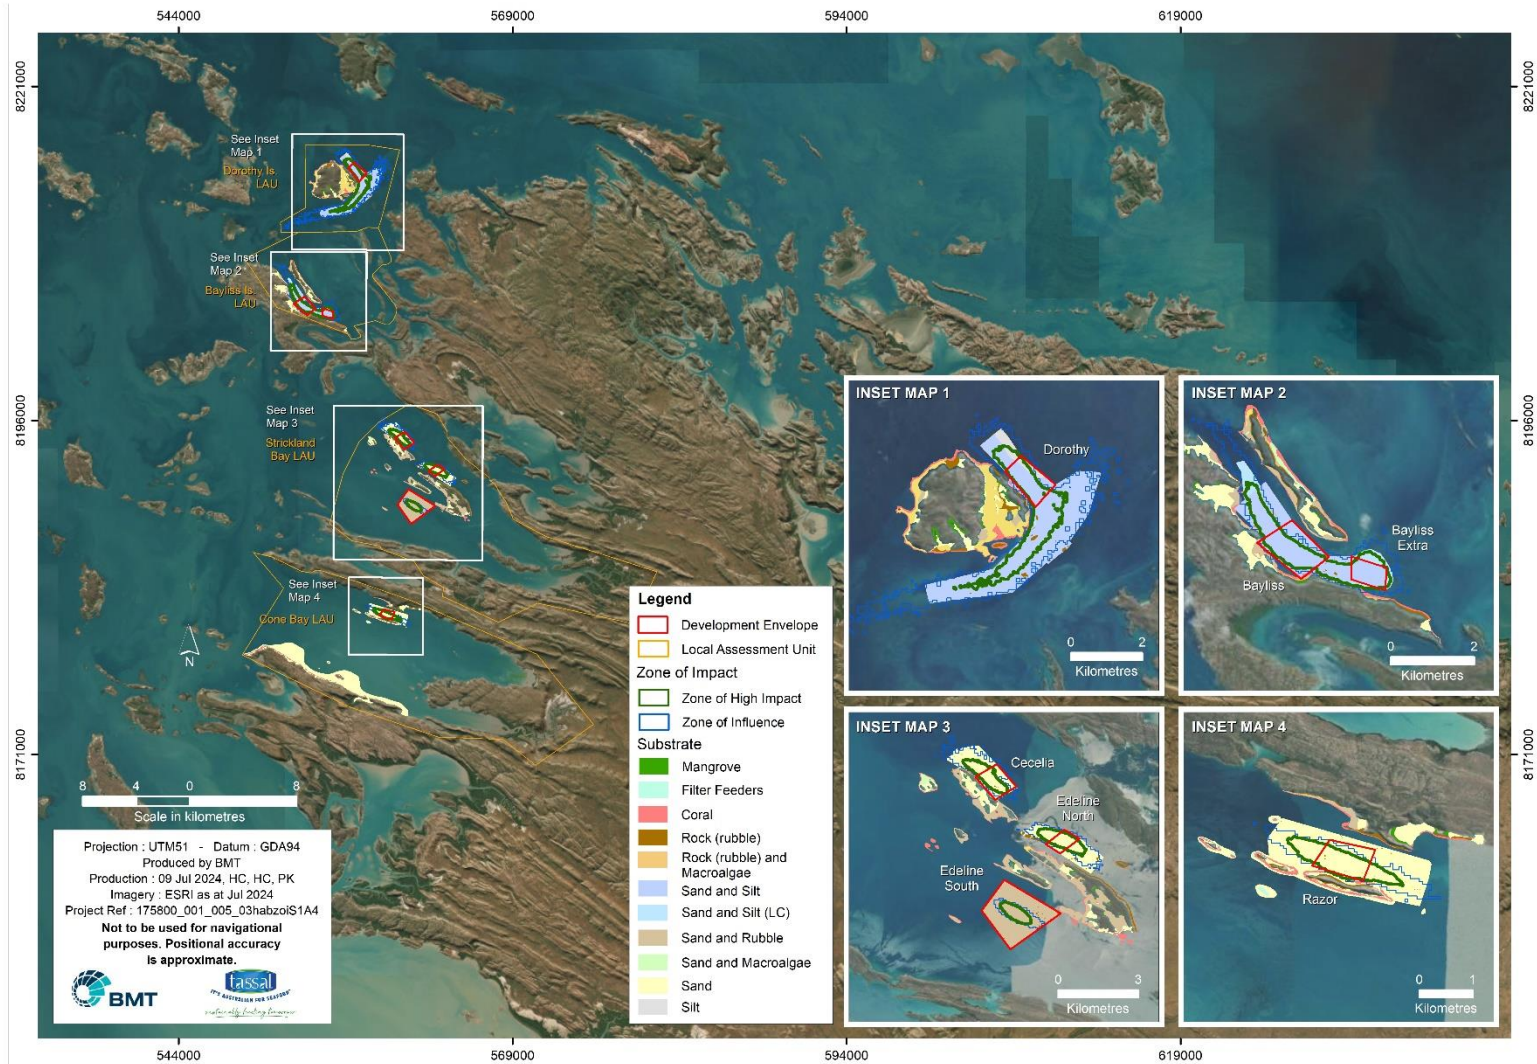 544000
569000
594000
619000
8221000
8221000
See Inset
Map 1
Dorothy Is.
LAU
See Inset
Map 2
Bayliss Is.
LAU
8196000
8196000
See Inset
Map 3
Strickland
Bay LAU
See Inset
Map 4
Cone Bay LAU
N
8171000
8171000
8 4 0 8
Scale in kilometres
Projection : UTM51 - Datum : GDA94
Produced by BMT
Production : 09 Jul 2024, HC, HC, PK
Imagery : ESRI as at Jul 2024
Project Ref : 175800_001_005_03habzoiS1A4
Not to be used for navigational
purposes. Positional accuracy
is approximate.
BMT
tassal
IT'S AUSTRALIAN FOR SEAFOOD
Legend
Development Envelope
Local Assessment Unit
Zone of Impact
Zone of High Impact
Zone of Influence
Substrate
Mangrove
Filter Feeders
Coral
Rock (rubble)
Rock (rubble) and
Macroalgae
Sand and Silt
Sand and Silt (LC)
Sand and Rubble
Sand and Macroalgae
Sand
Silt
INSET MAP 1
Dorothy
0 2
Kilometres
INSET MAP 2
Bayliss
Extra
Bayliss
0 2
Kilometres
INSET MAP 3
Cecelia
Edeline
North
Edeline
South
0 3
Kilometres
INSET MAP 4
Razor
0 1
Kilometres
544000
569000
594000
619000